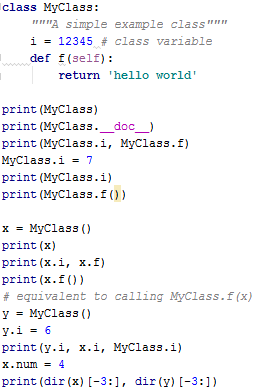 class MyClass:
    """A simple example class"""
    i = 12345 # class variable
    def f(self):
        return 'hello world'

print(MyClass)
print(MyClass.__doc__)
print(MyClass.i, MyClass.f)
MyClass.i = 7
print(MyClass.i)
print(MyClass.f())

x = MyClass()
print(x)
print(x.i, x.f)
print(x.f())
# equivalent to calling MyClass.f(x)
y = MyClass()
y.i = 6
print(y.i, x.i, MyClass.i)
x.num = 4
print(dir(x)[-3:], dir(y)[-3:])